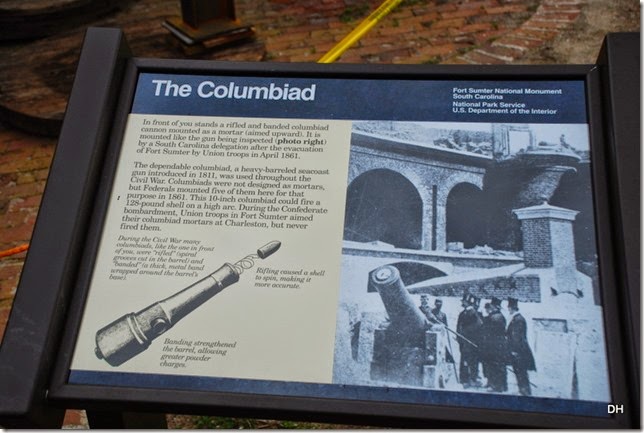 The Columbiad
Fort Sumter National Monument
South Carolina
National Park Service
U.S. Department of the Interior
In front of you stands a rifled and banded columbiad
cannon mounted as a mortar (aimed upward). It is
mounted like the gun being inspected (photo right)
by a South Carolina delegation after the evacuation
of Fort Sumter by Union troops in April 1861.
The dependable columbiad, a heavy-barreled seacoast
gun introduced in 1811, was used throughout the
Civil War. Columbiads were not designed as mortars,
but Federals mounted five of them here for that
purpose in 1861. This 10-inch columbiad could fire a
128-pound shell on a high arc. During the Confederate
bombardment, Union troops in Fort Sumter aimed
their columbiad mortars at Charleston, but never
fired them.
During the Civil War many
columbiads, like the one in front
of you, were "rifled" (spiral
grooves cut in the barrel) and
"banded" (a thick, metal band
wrapped around the barrel's
base).
Rifling caused a shell
to spin, making it
more accurate.
Banding strengthened
the barrel, allowing
greater powder
charges.
DH